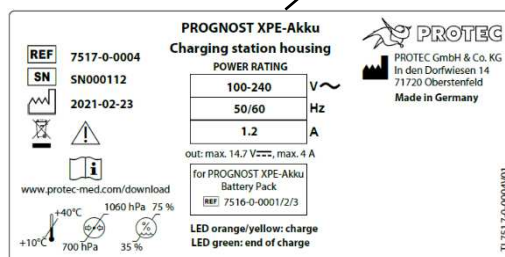 PROGNOST XPE-Akku
Charging station housing
POWER RATING
100-240 V~
50/60 Hz
1.2 A
out: max. 14.7 V⎓, max. 4 A
for PROGNOST XPE-Akku
Battery Pack
REF 7516-0-0001/2/3
LED orange/yellow: charge
LED green: end of charge
REF 7517-0-0004
SN SN000112
2021-02-23
www.protec-med.com/download
+40°C
+10°C
1060 hPa
700 hPa
75 %
%
35 %
PROTEC
PROTEC GmbH & Co. KG
In den Dorfwiesen 14
71720 Oberstenfeld
Made in Germany